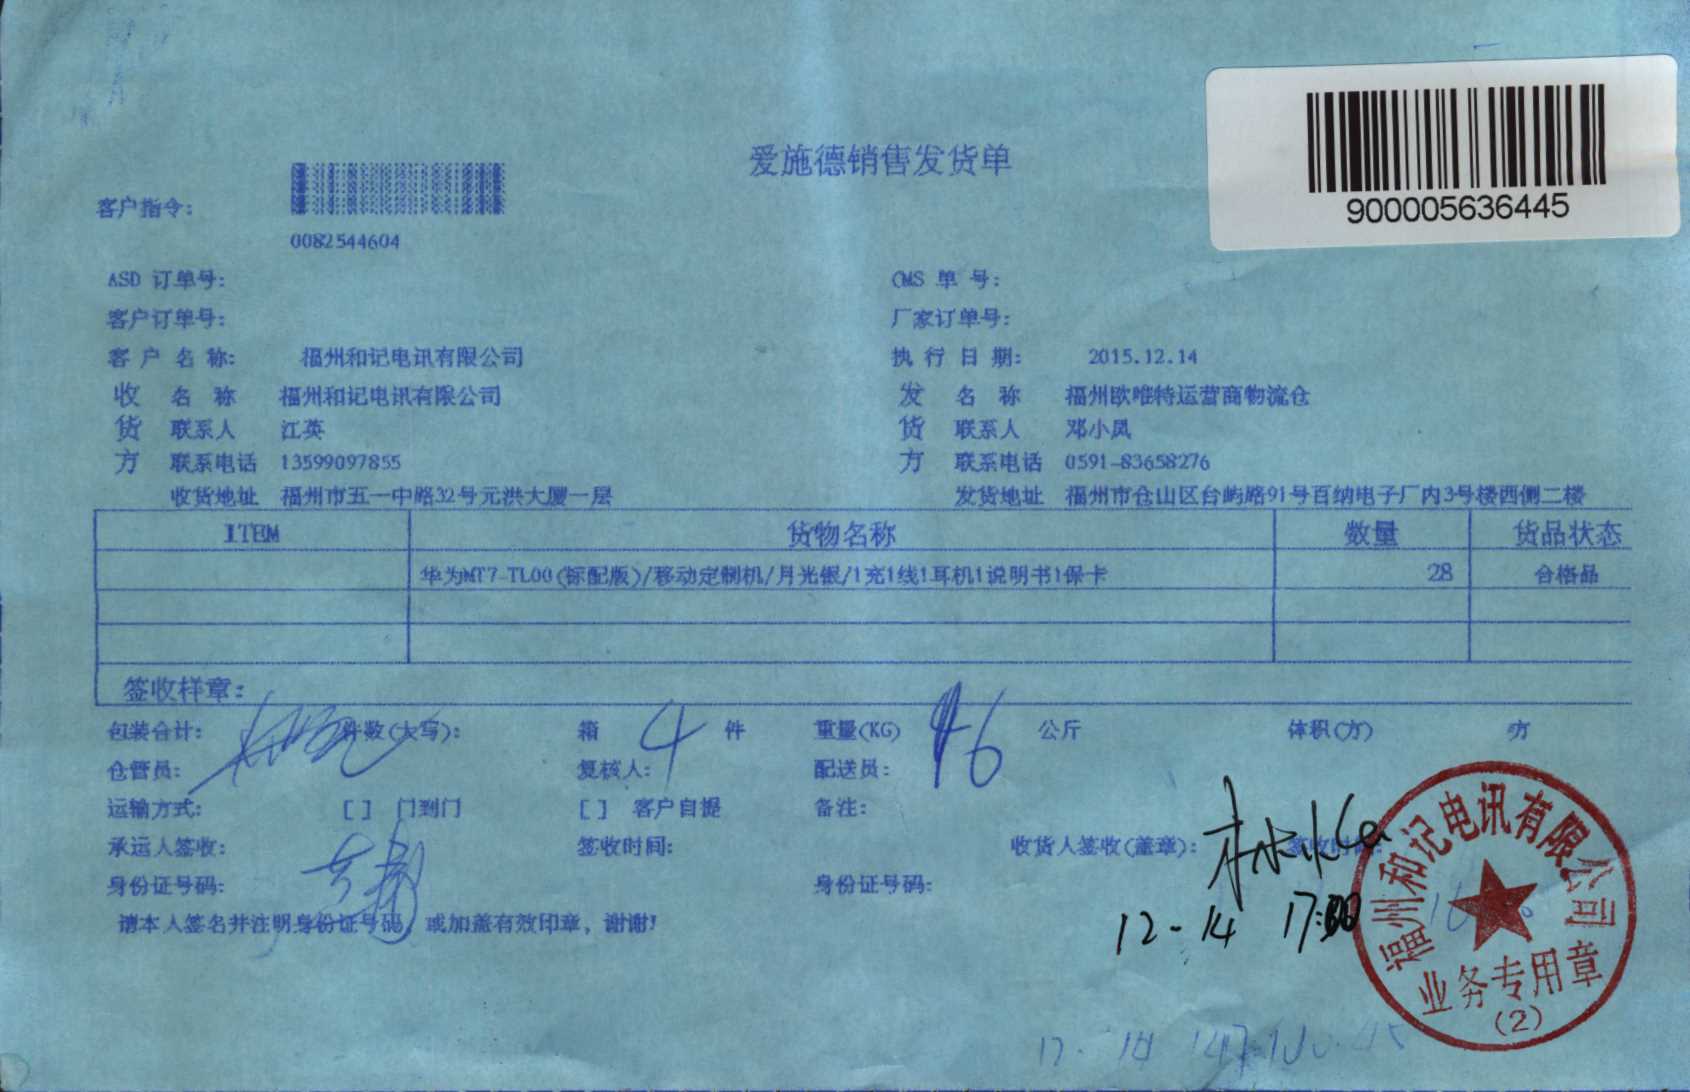 900005636445
爱施德销售发货单
客户指令:
0082544604
ASD 订单号: CMS 单 号:
客户订单号: 厂家订单号:
客 户 名 称: 福州和记电讯有限公司 执 行 日 期: 2015.12.14
收 名 称 福州和记电讯有限公司 发 名 称 福州欧唯特运营商物流仓
货 联系人 江英 货 联系人 邓小凤
方 联系电话 13599097855 方 联系电话 0591-83658276
收货地址 福州市五一中路32号元洪大厦一层 发货地址 福州市仓山区台屿路91号百纳电子厂内3号楼西侧二楼
ITEM 货物名称 数量 货品状态
华为MT7-TL00(标配版)/移动定制机/月光银/1充1线1耳机1说明书1保卡 28 合格品
签收样章:
包装合计: 件数(大写): 箱 4 件 重量(KG) 16 公斤 体积(方) 方
仓管员: 复核人: 配送员:
运输方式: [ ] 门到门 [ ] 客户自提 备注:
承运人签收: 签收时间: 收货人签收(盖章): 签收时间:
身份证号码: 身份证号码:
12-14 17:00
请本人签名并注明身份证号码, 或加盖有效印章, 谢谢!
福州和记电讯有限公司
业务专用章
(2)